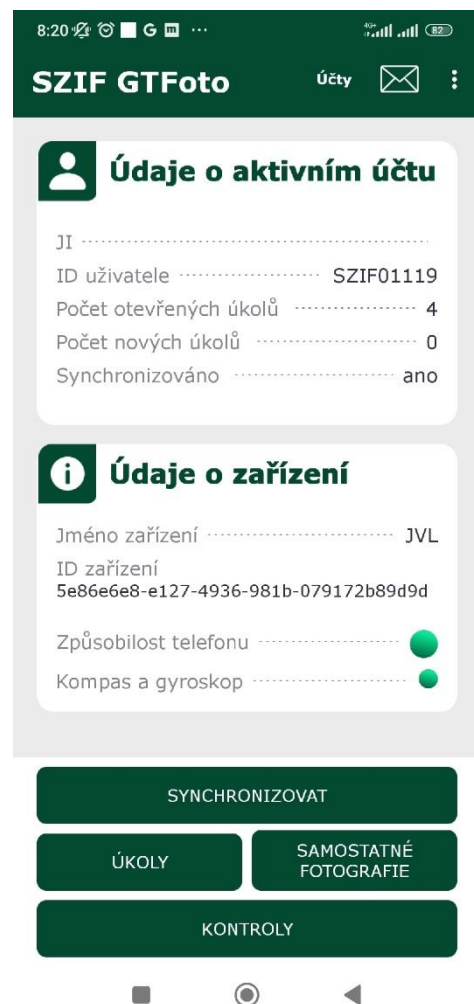 8:20 G m ...
4G+ 82
SZIF GTFoto Účty
Údaje o aktivním účtu
JI
ID uživatele SZIF01119
Počet otevřených úkolů 4
Počet nových úkolů 0
Synchronizováno ano
Údaje o zařízení
Jméno zařízení JVL
ID zařízení
5e86e6e8-e127-4936-981b-079172b89d9d
Způsobilost telefonu
Kompas a gyroskop
SYNCHRONIZOVAT
ÚKOLY
SAMOSTATNÉ
FOTOGRAFIE
KONTROLY